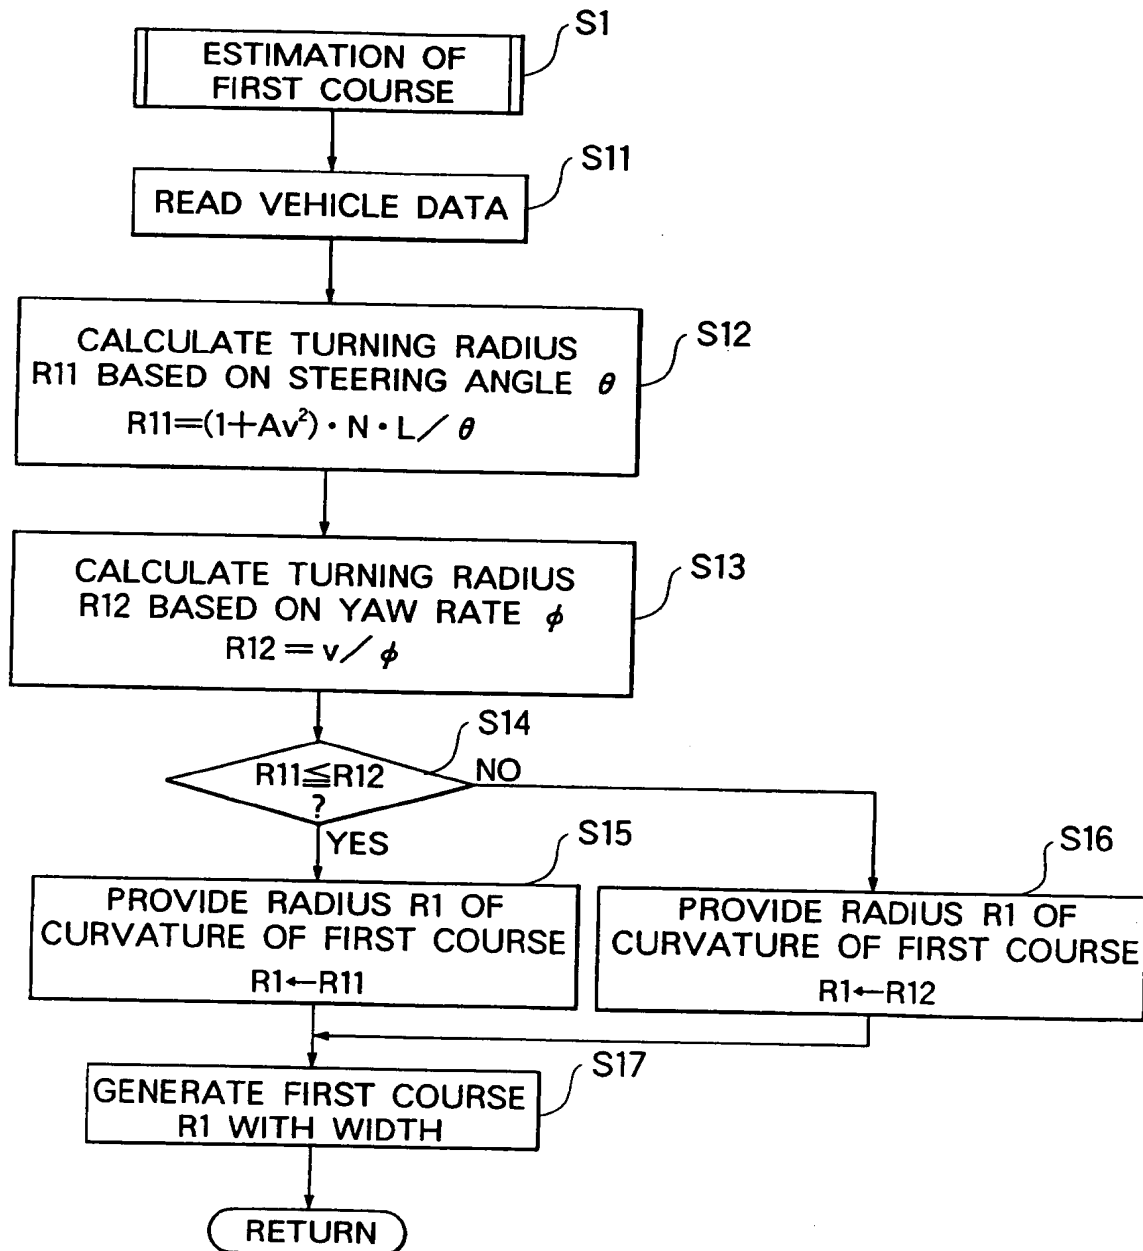 S1
ESTIMATION OF
FIRST COURSE
S11
READ VEHICLE DATA
S12
CALCULATE TURNING RADIUS
R11 BASED ON STEERING ANGLE θ
R11=(1+Av²)・N・L／θ
S13
CALCULATE TURNING RADIUS
R12 BASED ON YAW RATE ϕ
R12=v／ϕ
S14
R11≦R12
?
NO
YES
S15
PROVIDE RADIUS R1 OF
CURVATURE OF FIRST COURSE
R1←R11
S16
PROVIDE RADIUS R1 OF
CURVATURE OF FIRST COURSE
R1←R12
S17
GENERATE FIRST COURSE
R1 WITH WIDTH
RETURN